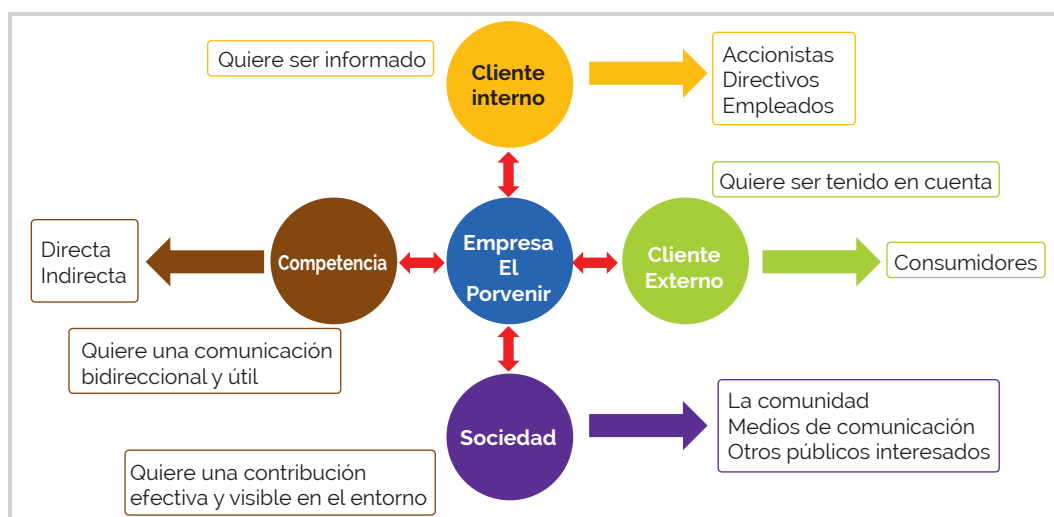 Quiere ser informado
Cliente
interno
Accionistas
Directivos
Empleados
Quiere ser tenido en cuenta
Directa
Indirecta
Competencia
Empresa
El
Porvenir
Cliente
Externo
Consumidores
Quiere una comunicación
bidireccional y útil
Sociedad
La comunidad
Medios de comunicación
Otros públicos interesados
Quiere una contribución
efectiva y visible en el entorno